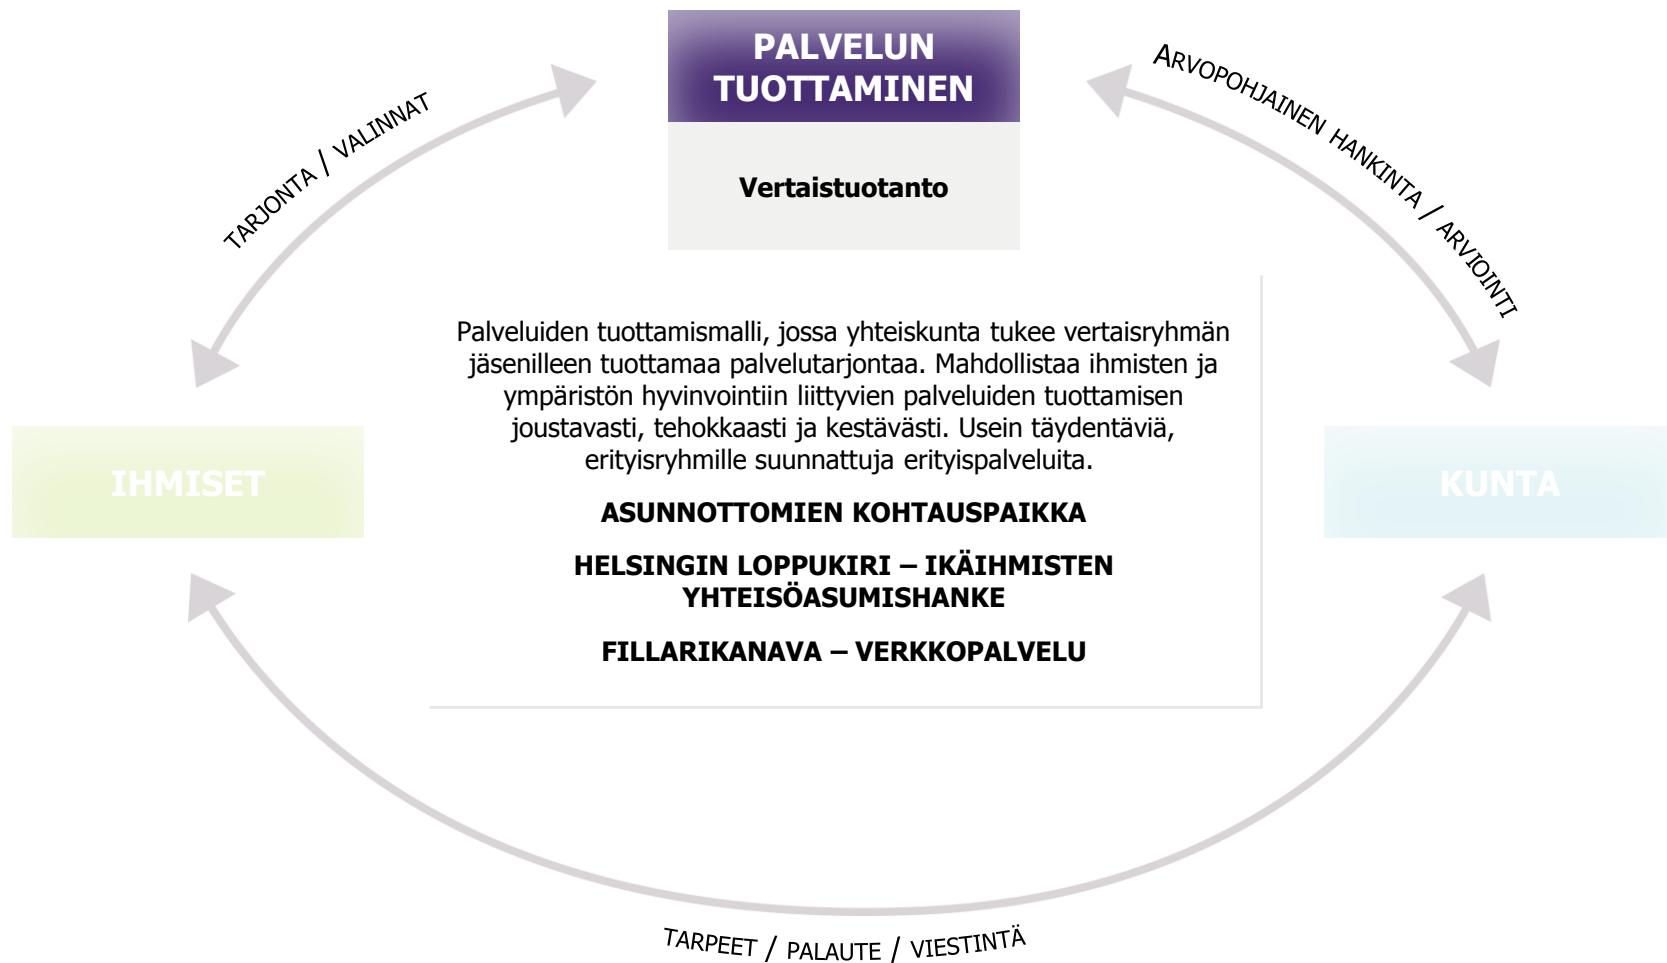 PALVELUN
TUOTTAMINEN
Vertaistuotanto
TARJONTA / VALINNAT
ARVOPOHJAINEN HANKINTA / ARVIOINTI
Palveluiden tuottamismalli, jossa yhteiskunta tukee vertaisryhmän
jäsenilleen tuottamaa palvelutarjontaa. Mahdollistaa ihmisten ja
ympäristön hyvinvointiin liittyvien palveluiden tuottamisen
joustavasti, tehokkaasti ja kestävästi. Usein täydentäviä,
erityisryhmille suunnattuja erityispalveluita.
ASUNNOTTOMIEN KOHTAUSPAIKKA
HELSINGIN LOPPUKIRI – IKÄIHMISTEN
YHTEISÖASUMISHANKE
FILLARIKANAVA – VERKKOPALVELU
IHMISET
KUNTA
TARPEET / PALAUTE / VIESTINTÄ